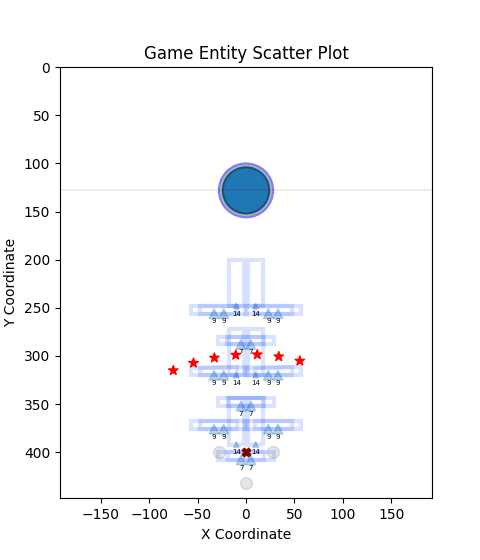 Game Entity Scatter Plot
0
50
100
150
200
250
300
350
400
Y Coordinate
9 9 14 14 9 9
7 7
9 9 14 14 9 9
7 7
9 9 9 9
14 14
7 7
−150 −100 −50 0 50 100 150
X Coordinate